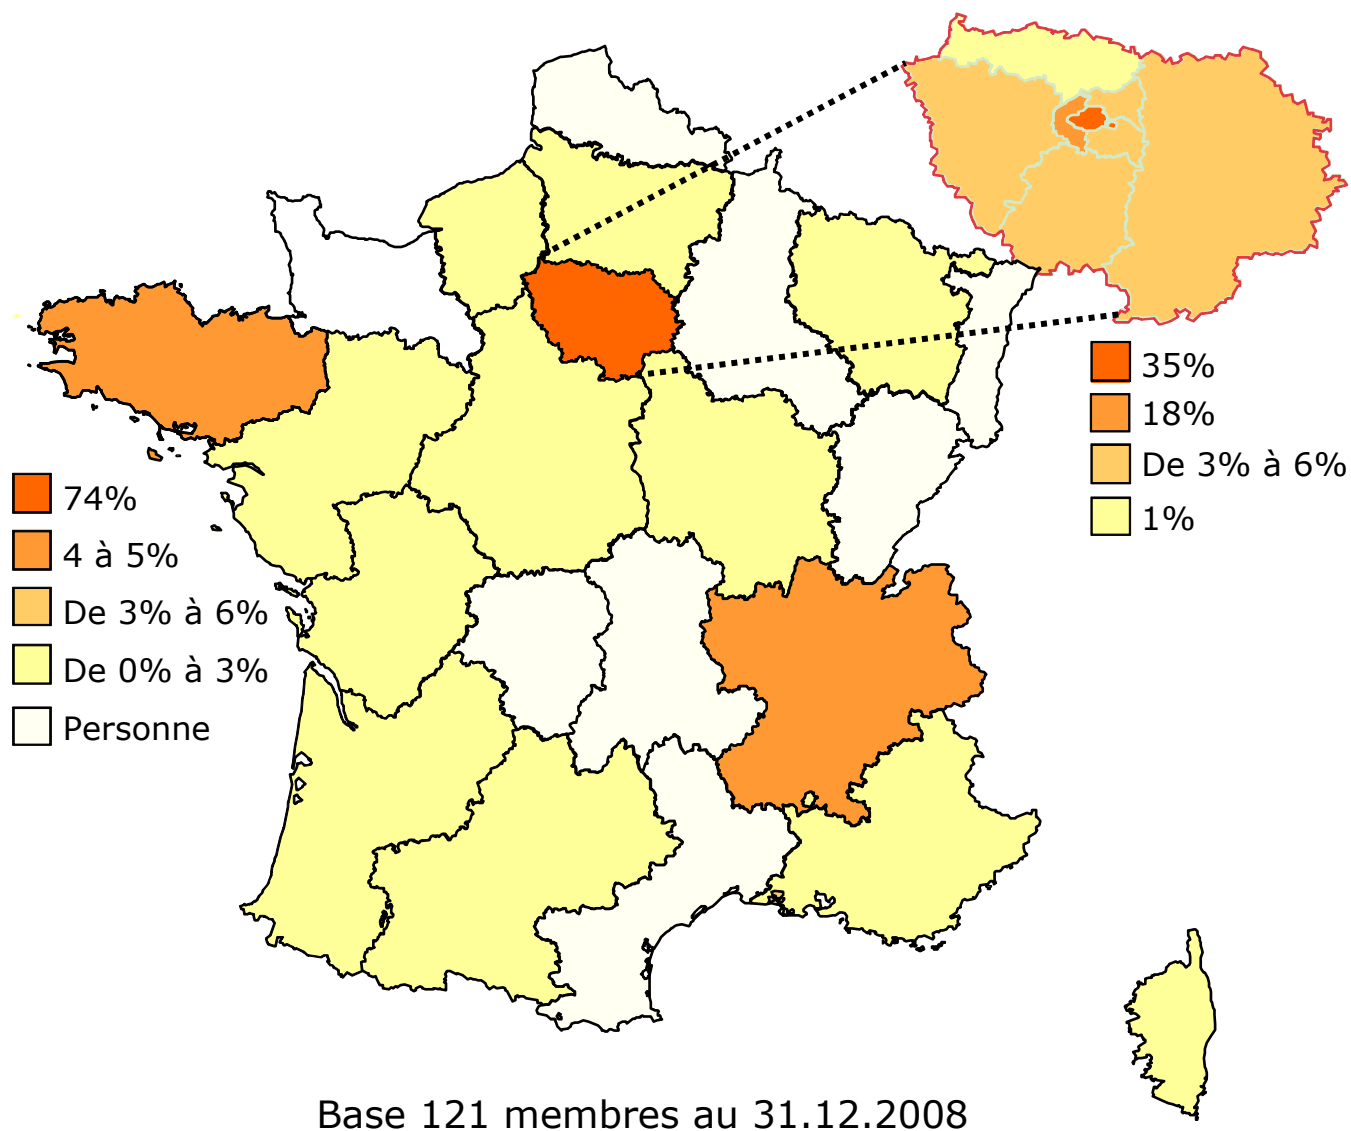 35%
18%
De 3% à 6%
1%
74%
4 à 5%
De 3% à 6%
De 0% à 3%
Personne
Base 121 membres au 31.12.2008